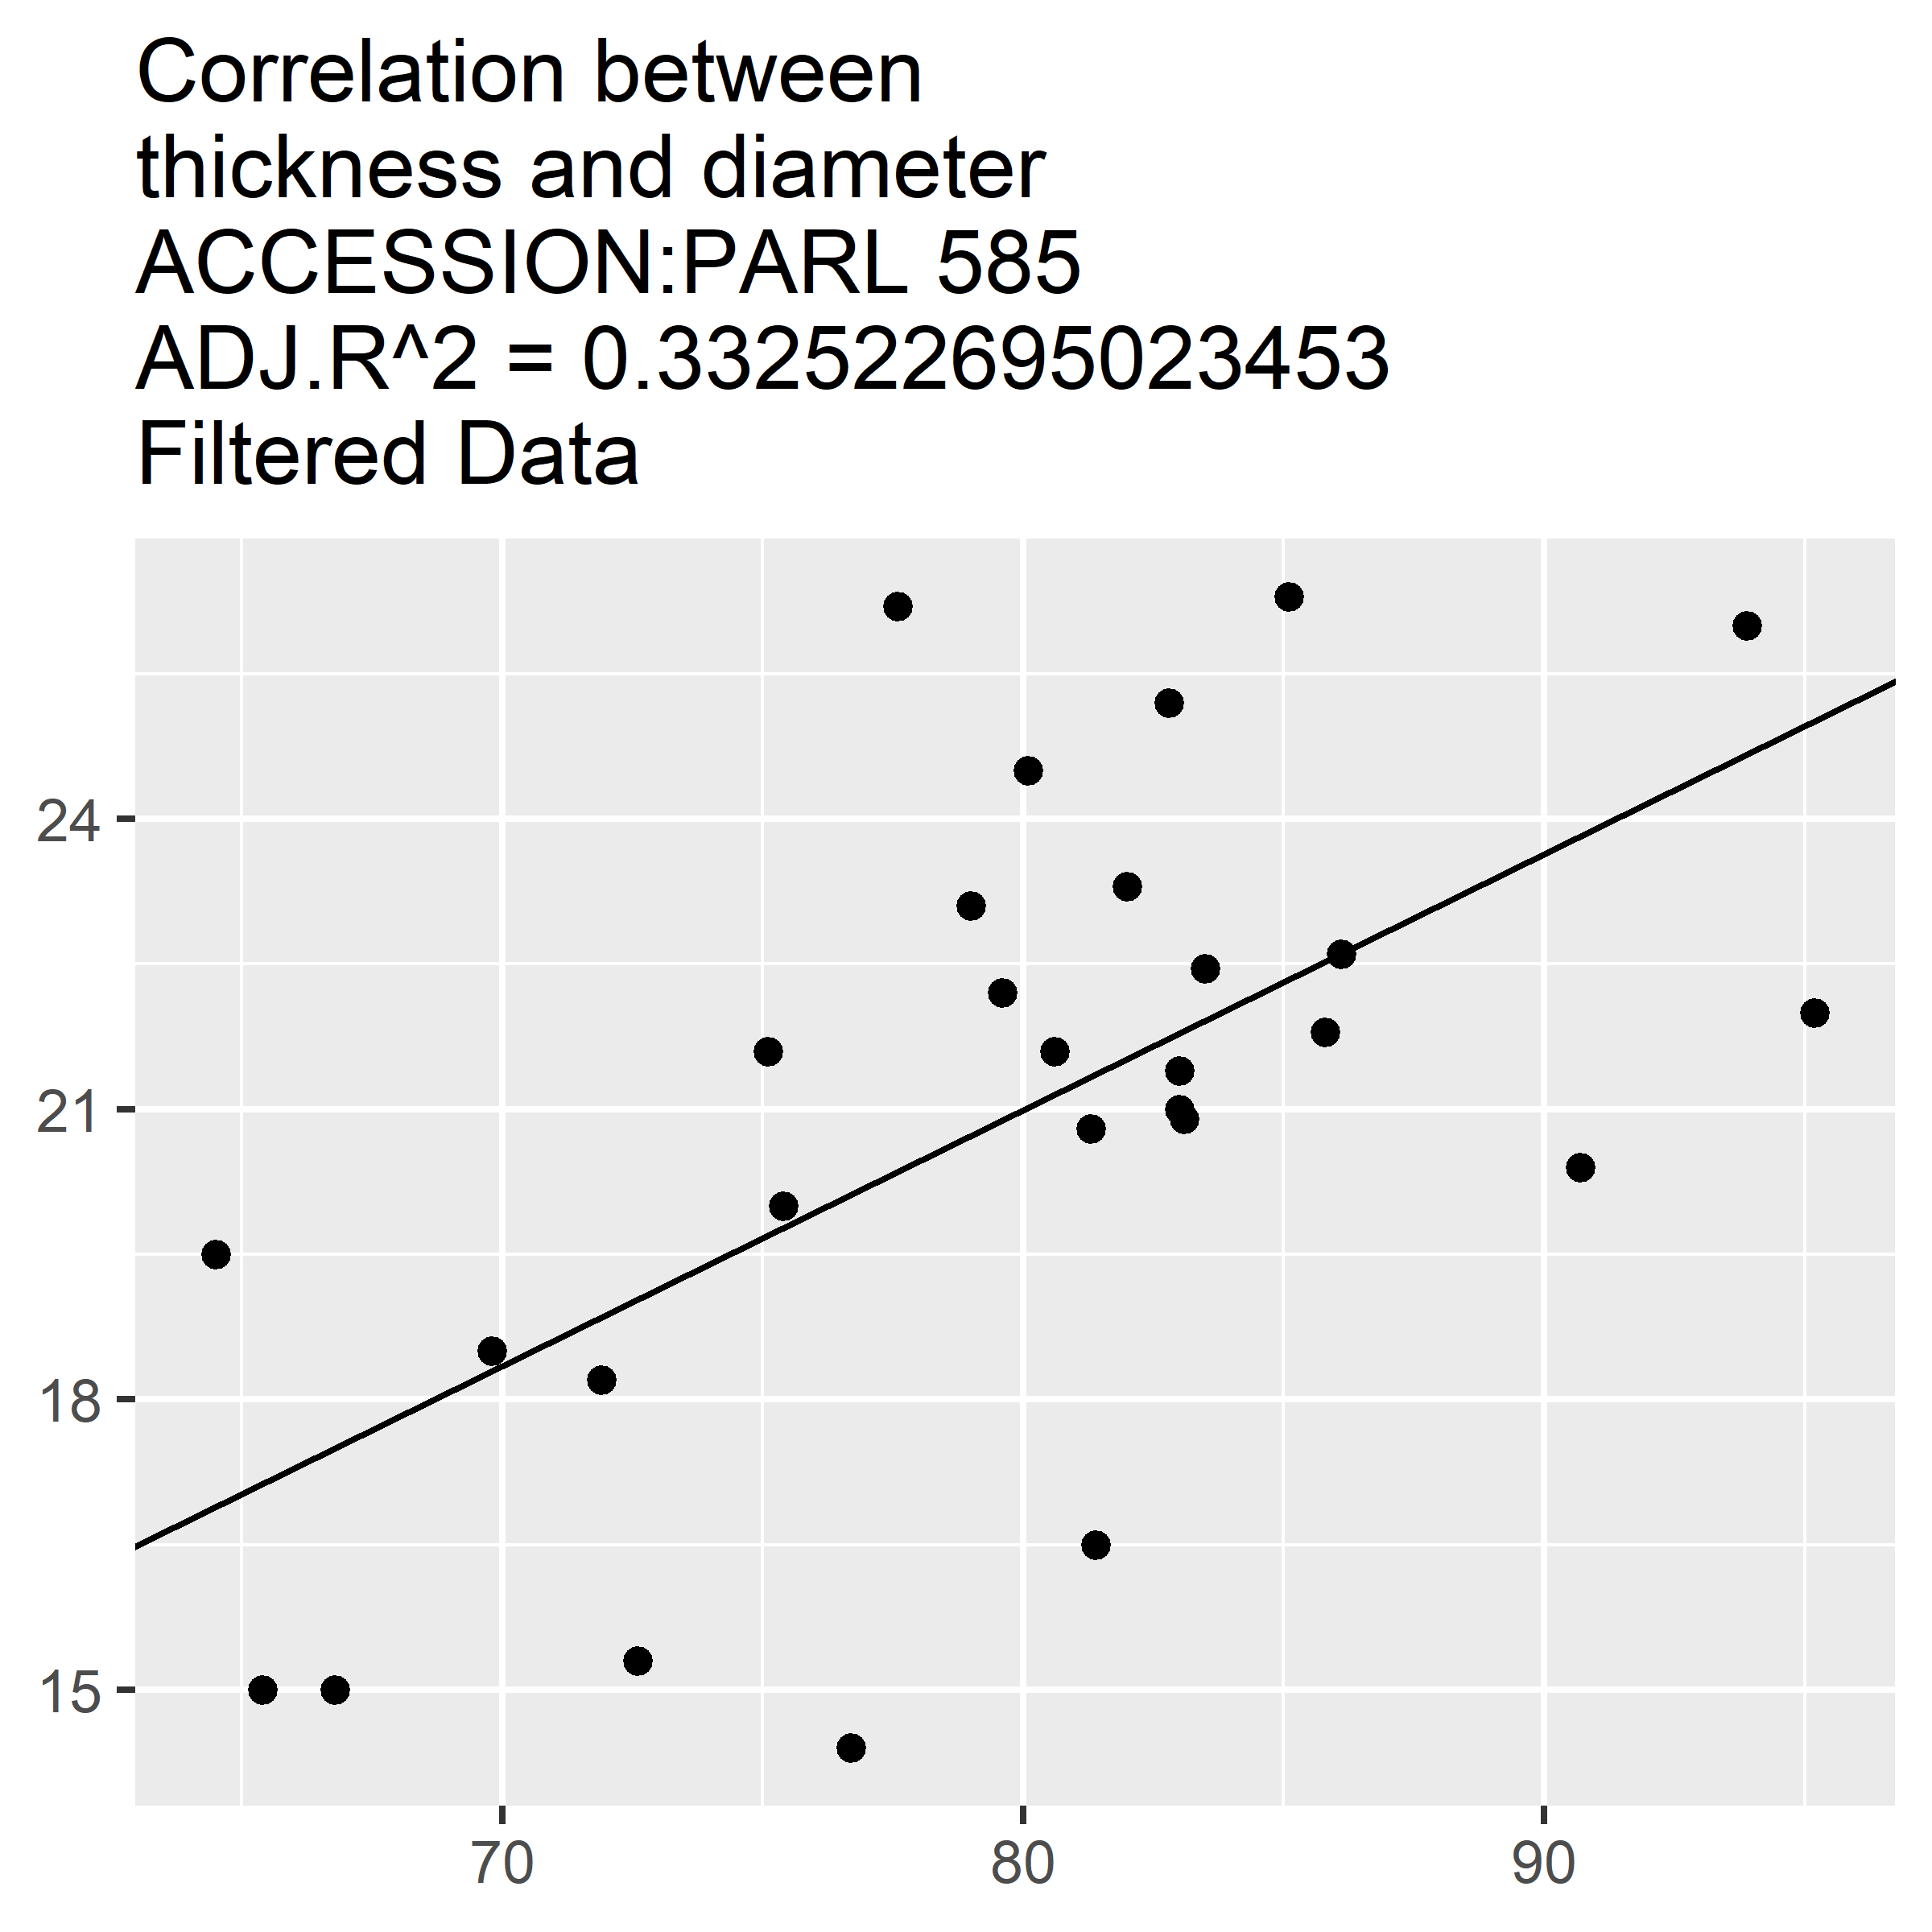 Correlation between
thickness and diameter
ACCESSION:PARL 585
ADJ.R^2 = 0.332522695023453
Filtered Data
24
21
18
15
70 80 90